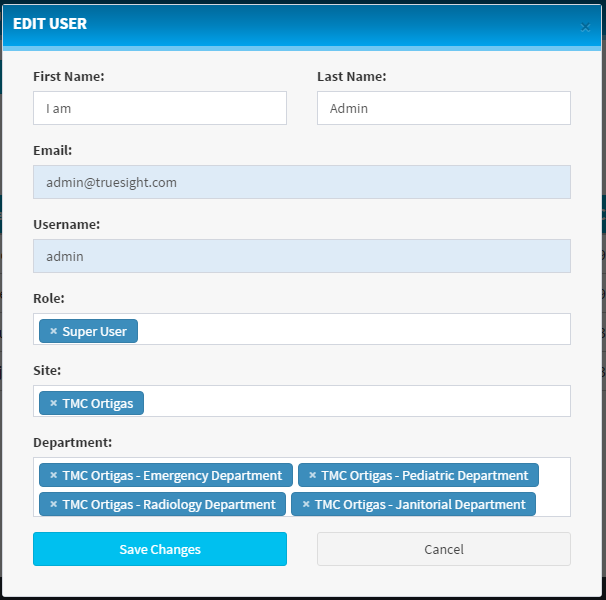 EDIT USER ×
First Name: Last Name:
I am Admin
Email:
admin@truesight.com
Username:
admin
Role:
× Super User
Site:
× TMC Ortigas
Department:
× TMC Ortigas - Emergency Department × TMC Ortigas - Pediatric Department
× TMC Ortigas - Radiology Department × TMC Ortigas - Janitorial Department
Save Changes Cancel